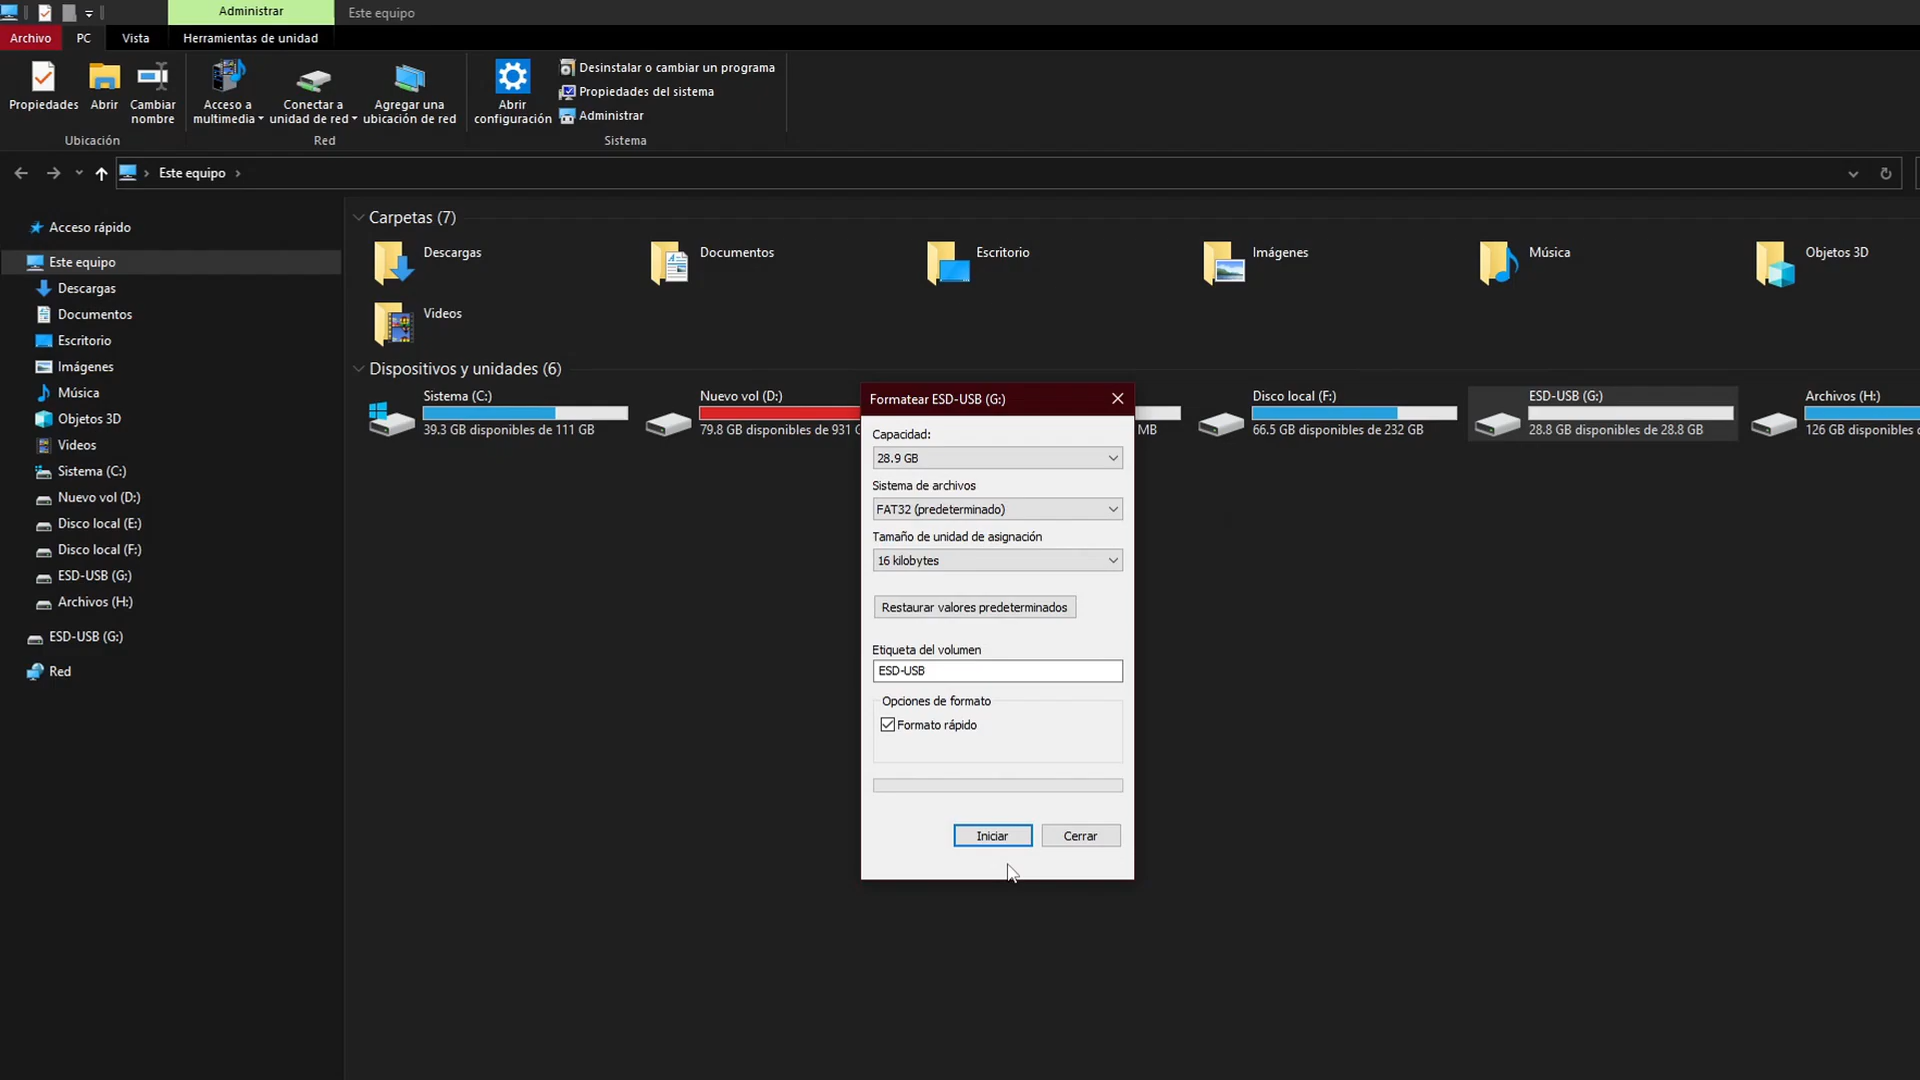 Administrar
Este equipo
Archivo
PC
Vista
Herramientas de unidad
Propiedades
Abrir
Cambiar
nombre
Ubicación
Acceso a
multimedia
Conectar a
unidad de red
Agregar una
ubicación de red
Red
Abrir
configuración
Desinstalar o cambiar un programa
Propiedades del sistema
Administrar
Sistema
Este equipo
Acceso rápido
Este equipo
Descargas
Documentos
Escritorio
Imágenes
Música
Objetos 3D
Videos
Sistema (C:)
Nuevo vol (D:)
Disco local (E:)
Disco local (F:)
ESD-USB (G:)
Archivos (H:)
ESD-USB (G:)
Red
Carpetas (7)
Descargas
Documentos
Escritorio
Imágenes
Música
Objetos 3D
Videos
Dispositivos y unidades (6)
Sistema (C:)
39.3 GB disponibles de 111 GB
Nuevo vol (D:)
79.8 GB disponibles de 931 G
MB
Disco local (F:)
66.5 GB disponibles de 232 GB
ESD-USB (G:)
28.8 GB disponibles de 28.8 GB
Archivos (H:)
126 GB disponibles d
Formatear ESD-USB (G:)
Capacidad:
28.9 GB
Sistema de archivos
FAT32 (predeterminado)
Tamaño de unidad de asignación
16 kilobytes
Restaurar valores predeterminados
Etiqueta del volumen
ESD-USB
Opciones de formato
Formato rápido
Iniciar
Cerrar